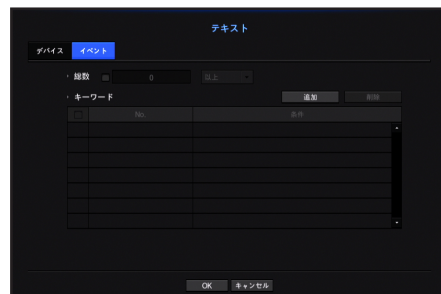 テキスト
デバイス イベント
総数 0 以上
キーワード 追加 削除
No. 条件
OK キャンセル